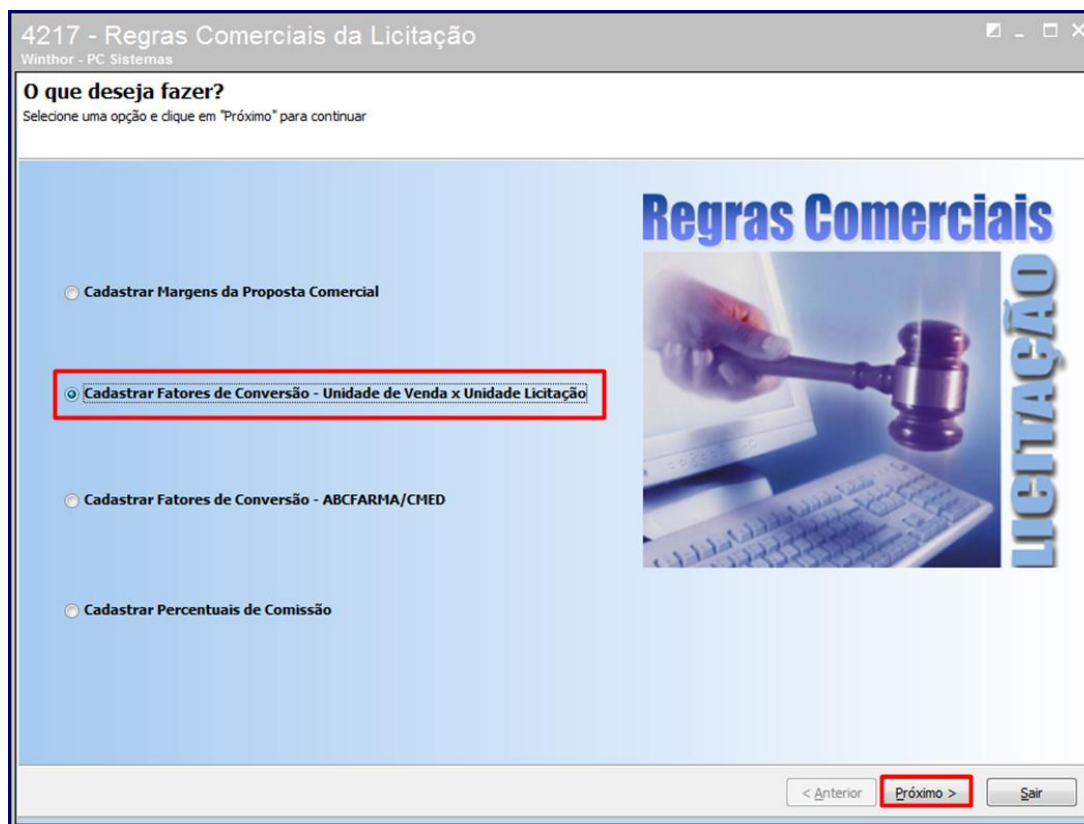 4217 - Regras Comerciais da Licitação
Winthor - PC Sistemas
O que deseja fazer?
Selecione uma opção e clique em "Próximo" para continuar
Regras Comerciais
LICITAÇÃO
Cadastrar Margens da Proposta Comercial
Cadastrar Fatores de Conversão - Unidade de Venda x Unidade Licitação
Cadastrar Fatores de Conversão - ABCFARMA/CMED
Cadastrar Percentuais de Comissão
< Anterior
Próximo >
Sair